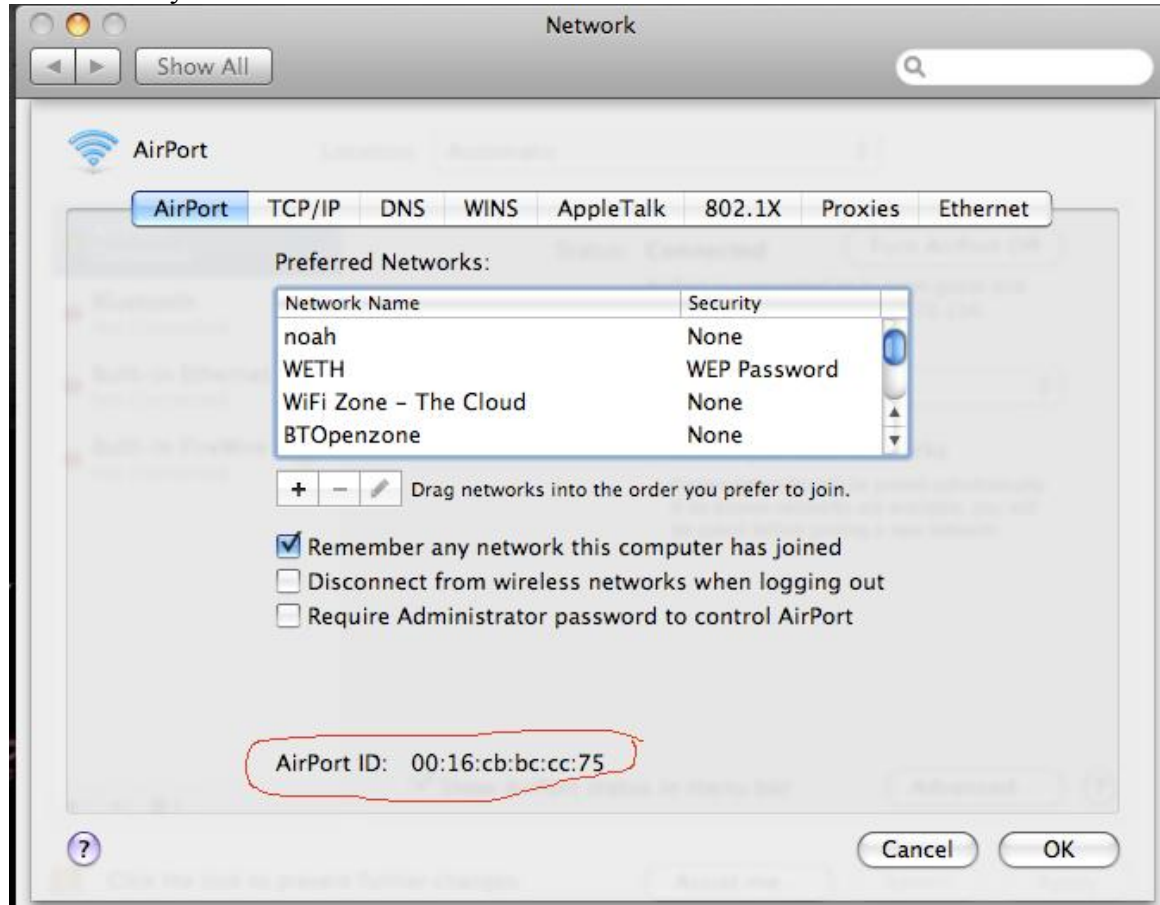 Network
Show All
AirPort
AirPort TCP/IP DNS WINS AppleTalk 802.1X Proxies Ethernet
Preferred Networks:
Network Name Security
noah None
WETH WEP Password
WiFi Zone – The Cloud None
BTOpenzone None
+ – Drag networks into the order you prefer to join.
Remember any network this computer has joined
Disconnect from wireless networks when logging out
Require Administrator password to control AirPort
AirPort ID: 00:16:cb:bc:cc:75
? Cancel OK